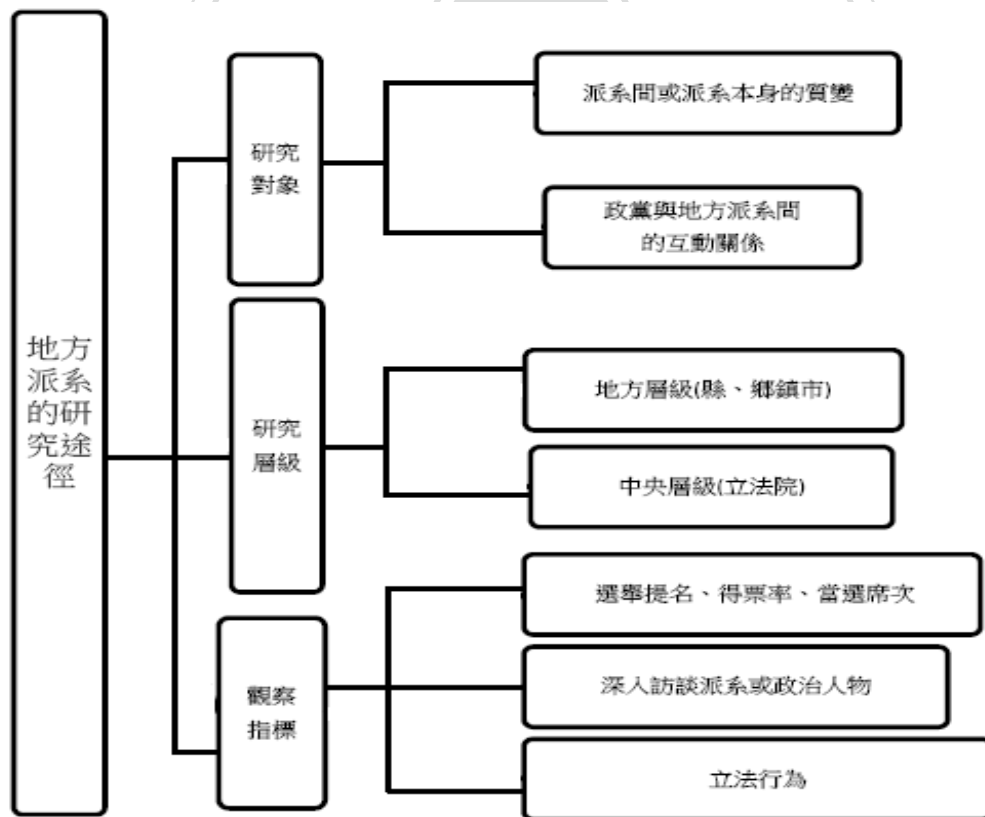 地方
派系
的研
究途
徑
研究
對象
派系間或派系本身的質變
政黨與地方派系間
的互動關係
研究
層級
地方層級(縣、鄉鎮市)
中央層級(立法院)
觀察
指標
選舉提名、得票率、當選席次
深入訪談派系或政治人物
立法行為